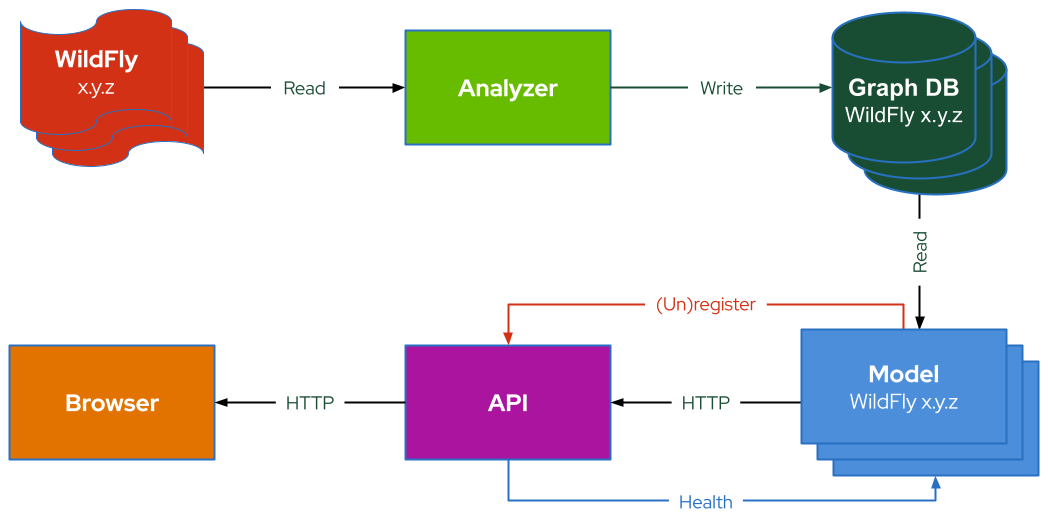 WildFly
x.y.z
Read
Analyzer
Write
Graph DB
WildFly x.y.z
Read
(Un)register
Browser
HTTP
API
HTTP
Model
WildFly x.y.z
Health